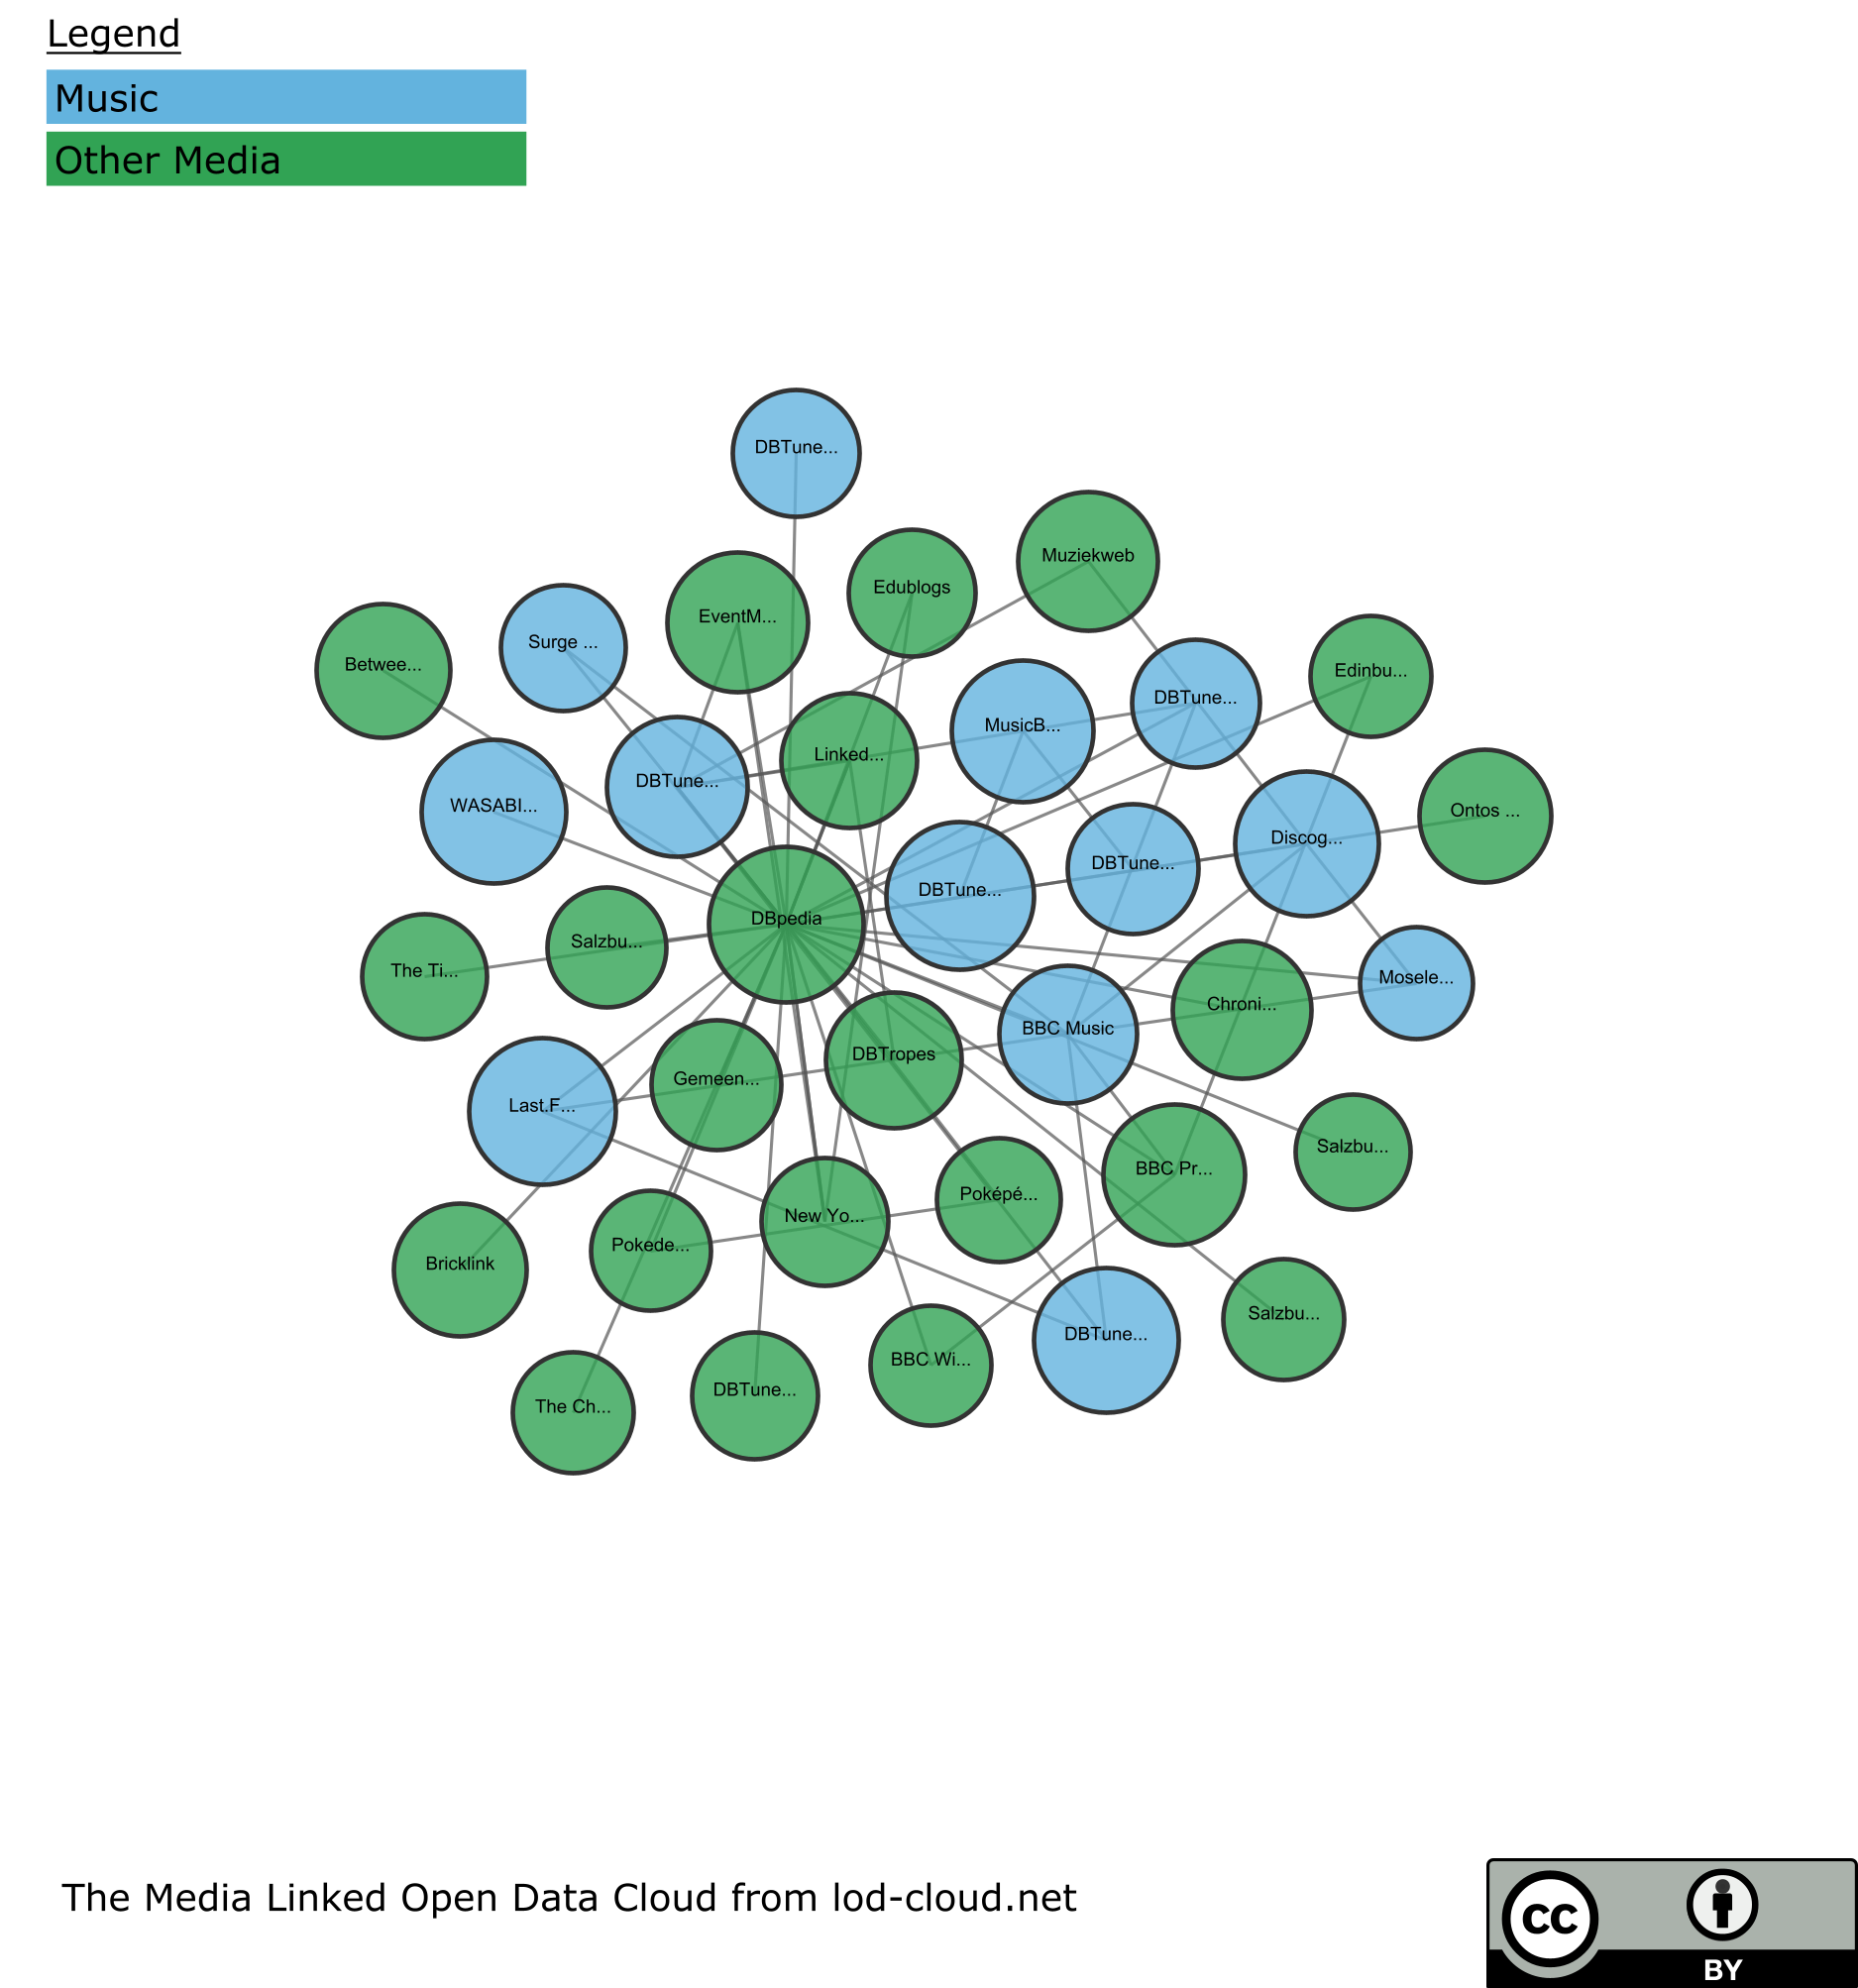 Legend
Music
Other Media
DBTune...
Muziekweb
Edublogs
EventM...
Surge ...
Betwee...
Edinbu...
DBTune...
MusicB...
Linked...
DBTune...
WASABI...
Ontos ...
Discog...
DBTune...
DBTune...
DBpedia
Salzbu...
The Ti...
Mosele...
Chroni...
BBC Music
DBTropes
Gemeen...
Last.F...
Salzbu...
BBC Pr...
Poképé...
New Yo...
Pokede...
Bricklink
Salzbu...
DBTune...
BBC Wi...
DBTune...
The Ch...
The Media Linked Open Data Cloud from lod-cloud.net
cc
BY